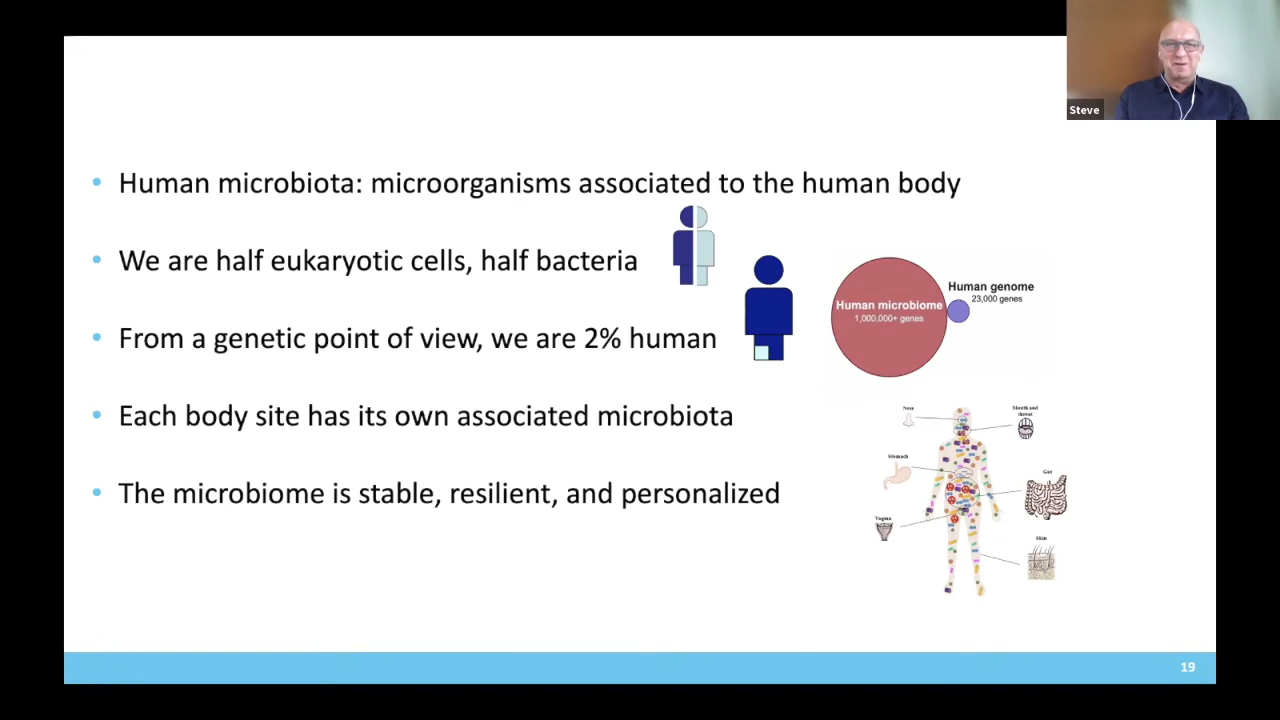 Steve
• Human microbiota: microorganisms associated to the human body
• We are half eukaryotic cells, half bacteria
• From a genetic point of view, we are 2% human
• Each body site has its own associated microbiota
• The microbiome is stable, resilient, and personalized
Human microbiome
1,000,000+ genes
Human genome
23,000 genes
Nose
Mouth and
throat
Stomach
Gut
Vagina
Skin
19